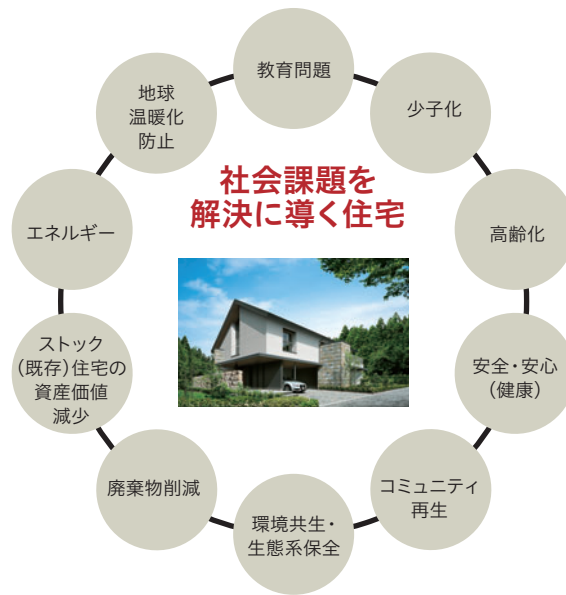 社会課題を
解決に導く住宅
教育問題
少子化
高齢化
安全・安心
（健康）
コミュニティ
再生
環境共生・
生態系保全
廃棄物削減
ストック
（既存）住宅の
資産価値
減少
エネルギー
地球
温暖化
防止